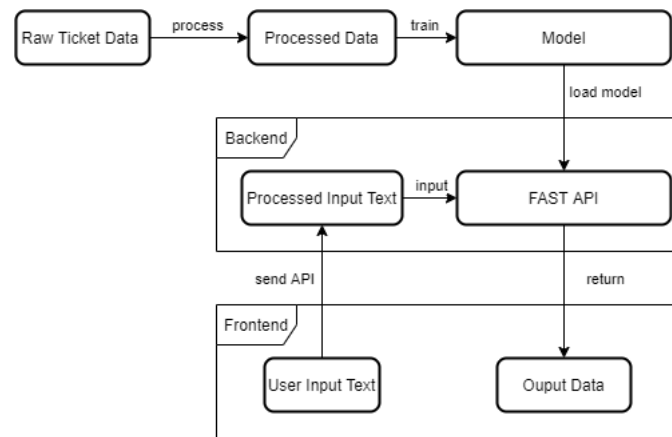 process
train
Raw Ticket Data
Processed Data
Model
load model
Backend
Processed Input Text
input
FAST API
send API
return
Frontend
User Input Text
Ouput Data